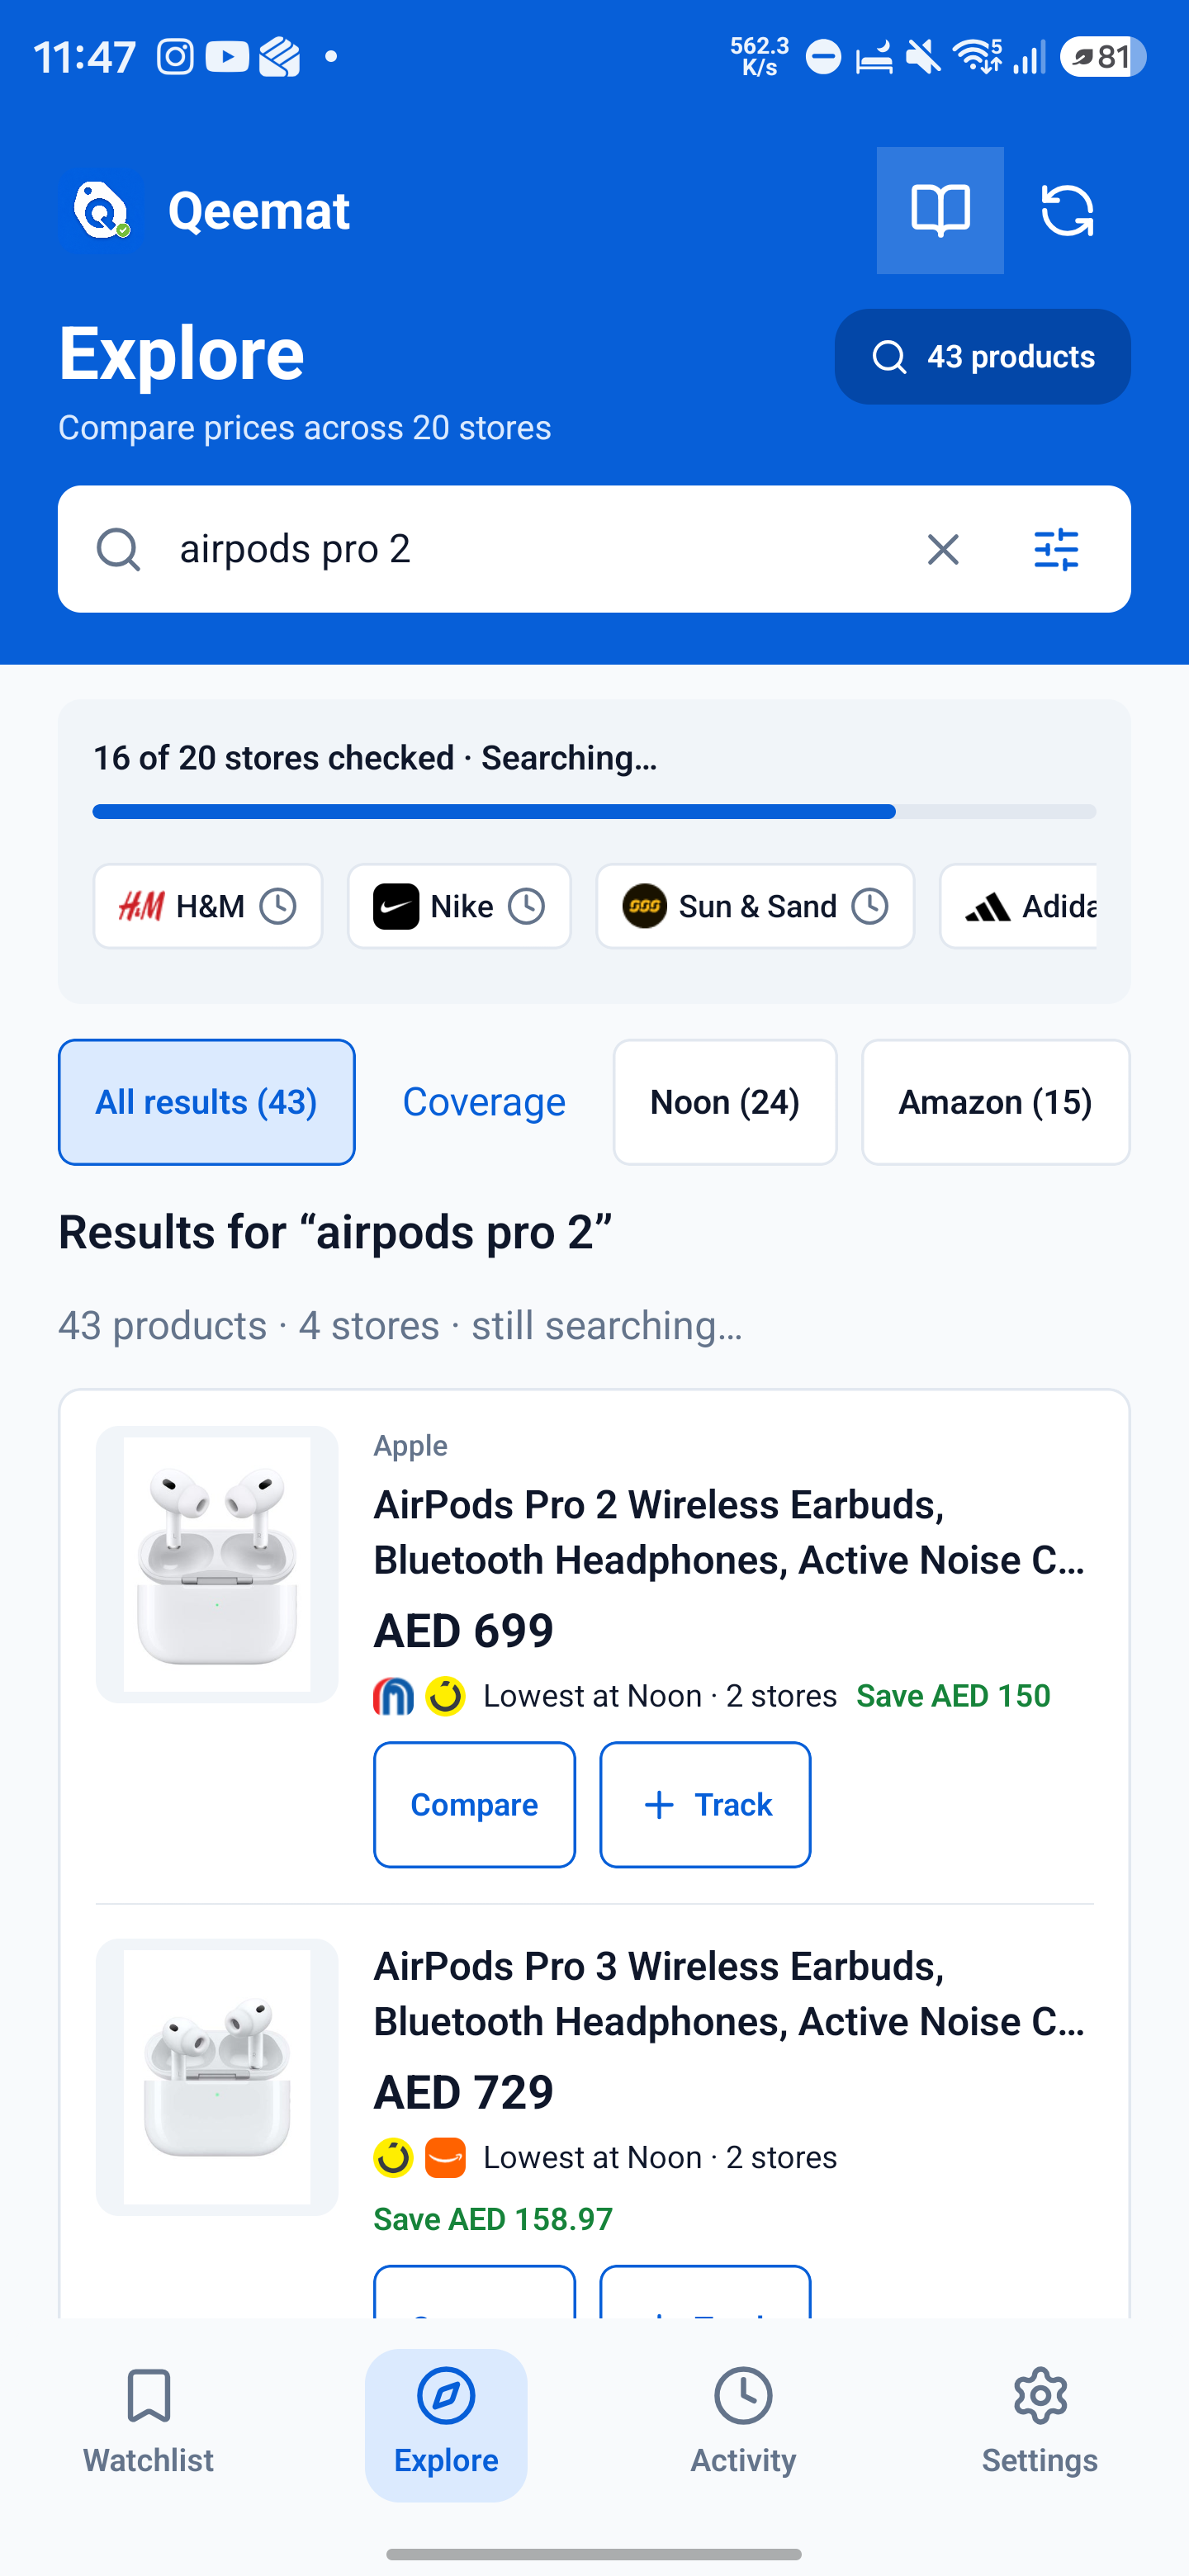 11:47
562.3
K/s
5
81
Qeemat
Explore
43 products
Compare prices across 20 stores
airpods pro 2
16 of 20 stores checked · Searching…
H&M H&M
Nike
SSS Sun & Sand
Adida
All results (43)
Coverage
Noon (24)
Amazon (15)
Results for “airpods pro 2”
43 products · 4 stores · still searching…
Apple
AirPods Pro 2 Wireless Earbuds,
Bluetooth Headphones, Active Noise C…
AED 699
Lowest at Noon · 2 stores Save AED 150
Compare
+ Track
AirPods Pro 3 Wireless Earbuds,
Bluetooth Headphones, Active Noise C…
AED 729
Lowest at Noon · 2 stores
Save AED 158.97
Watchlist
Explore
Activity
Settings